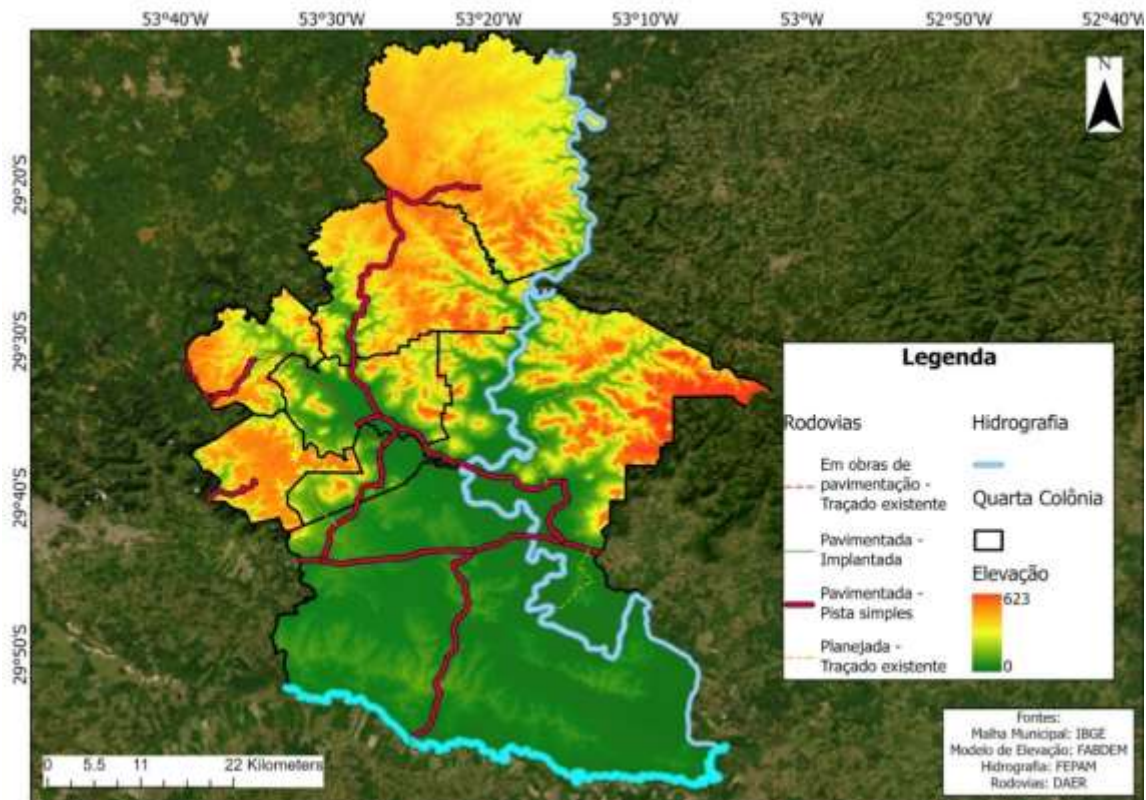 53°40'W 53°30'W 53°20'W 53°10'W 53°W 52°50'W 52°40'W
N
29°20'S
29°30'S
29°40'S
29°50'S
Legenda
Rodovias
Em obras de
pavimentação -
Traçado existente
Pavimentada -
Implantada
Pavimentada -
Pista simples
Planejada -
Traçado existente
Hidrografia
Quarta Colônia
Elevação
623
0
0 5.5 11 22 Kilometers
Fontes:
Malha Municipal: IBGE
Modelo de Elevação: FABDEM
Hidrografia: FEPAM
Rodovias: DAER